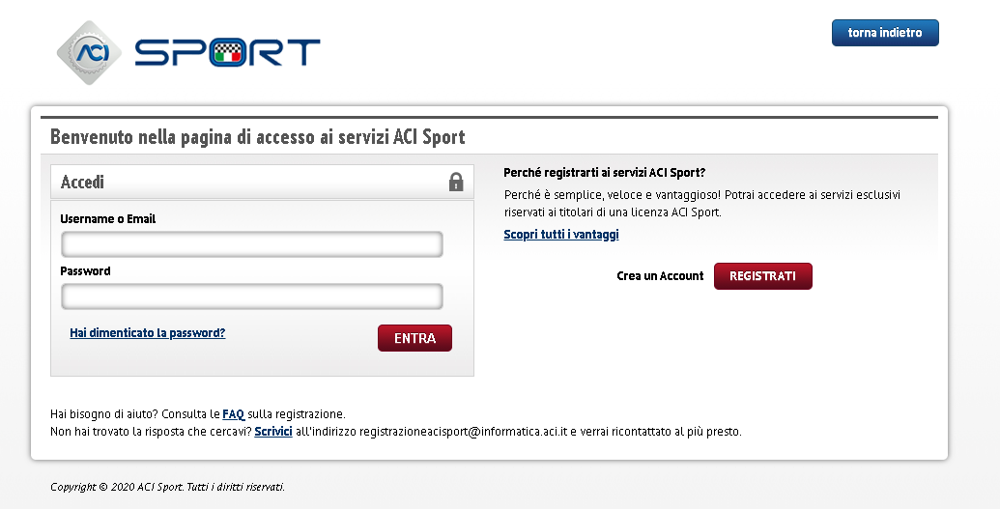 ACI SPORT
torna indietro
Benvenuto nella pagina di accesso ai servizi ACI Sport
Accedi
Username o Email
Password
Hai dimenticato la password?
ENTRA
Perché registrarti ai servizi ACI Sport?
Perché è semplice, veloce e vantaggioso! Potrai accedere ai servizi esclusivi
riservati ai titolari di una licenza ACI Sport.
Scopri tutti i vantaggi
Crea un Account REGISTRATI
Hai bisogno di aiuto? Consulta le FAQ sulla registrazione.
Non hai trovato la risposta che cercavi? Scrivici all'indirizzo registrazioneacisport@informatica.aci.it e verrai ricontattato al più presto.
Copyright © 2020 ACI Sport. Tutti i diritti riservati.